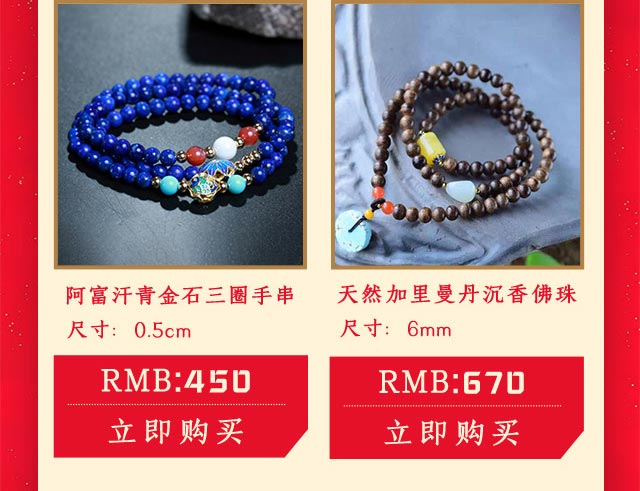 阿富汗青金石三圈手串
尺寸: 0.5cm
RMB:450
立即购买
天然加里曼丹沉香佛珠
尺寸: 6mm
RMB:670
立即购买